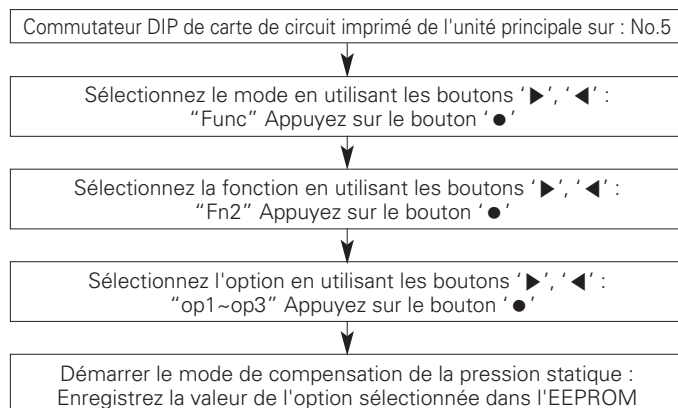 Commutateur DIP de carte de circuit imprimé de l'unité principale sur : No.5
Sélectionnez le mode en utilisant les boutons ‘▶’, ‘◀’ :
“Func” Appuyez sur le bouton ‘●’
Sélectionnez la fonction en utilisant les boutons ‘▶’, ‘◀’ :
“Fn2” Appuyez sur le bouton ‘●’
Sélectionnez l'option en utilisant les boutons ‘▶’, ‘◀’ :
“op1~op3” Appuyez sur le bouton ‘●’
Démarrer le mode de compensation de la pression statique :
Enregistrez la valeur de l'option sélectionnée dans l'EEPROM